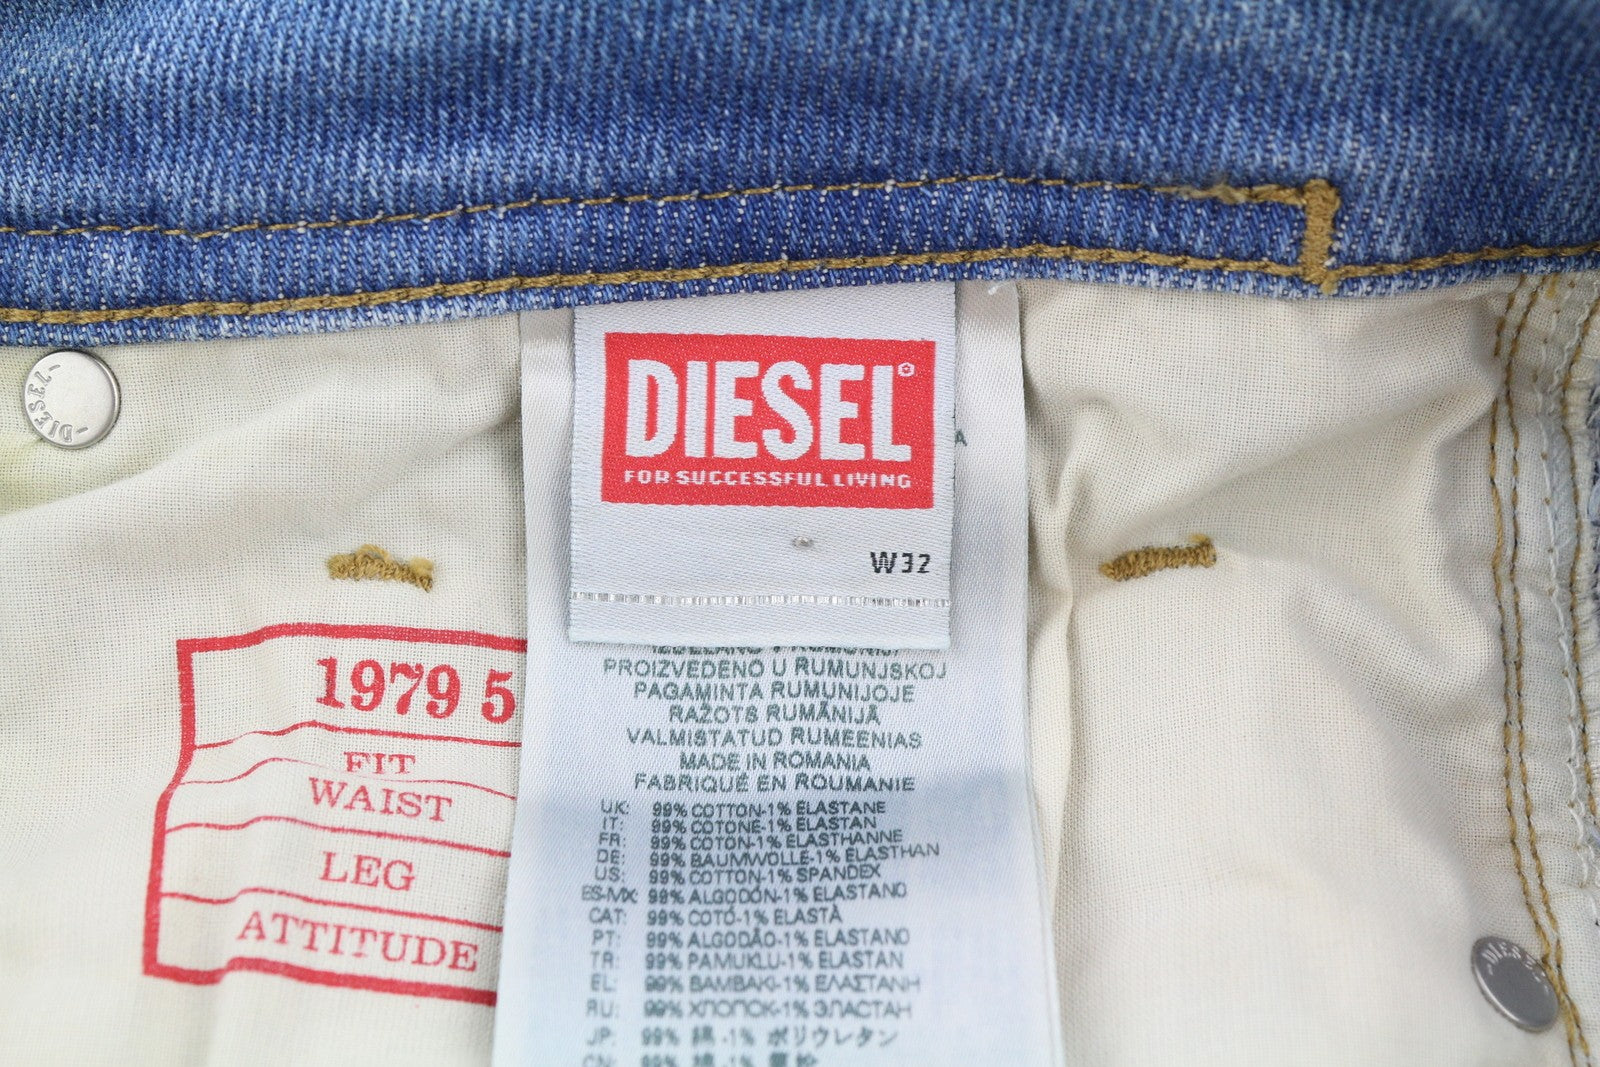 DIESEL
FOR SUCCESSFUL LIVING
W32
PROIZVEDENO U RUMUNJSKOJ
PAGAMINTA RUMUNIJOJE
RAŽOTS RUMĀNIJĀ
VALMISTATUD RUMEENIAS
MADE IN ROMANIA
FABRIQUÉ EN ROUMANIE
UK: 99% COTTON-1% ELASTANE
IT: 99% COTONE-1% ELASTAN
FR: 99% COTON-1% ELASTHANNE
DE: 99% BAUMWOLLE-1% ELASTHAN
US: 99% COTTON-1% SPANDEX
ES-MX: 99% ALGODÓN-1% ELASTANO
CAT: 99% COTÓ-1% ELASTÀ
PT: 99% ALGODÃO-1% ELASTANO
TR: 99% PAMUKLU-1% ELASTAN
EL: 99% ΒΑΜΒΑΚΙ-1% ΕΛΑΣΤΑΝΗ
RU: 99% ХЛОПОК-1% ЭЛАСТАН
JP: 99% 綿 -1% ポリウレタン
CN: 99% 棉 -1%
1979 5
FIT
WAIST
LEG
ATTITUDE
-DIESEL-
-DIESEL
A